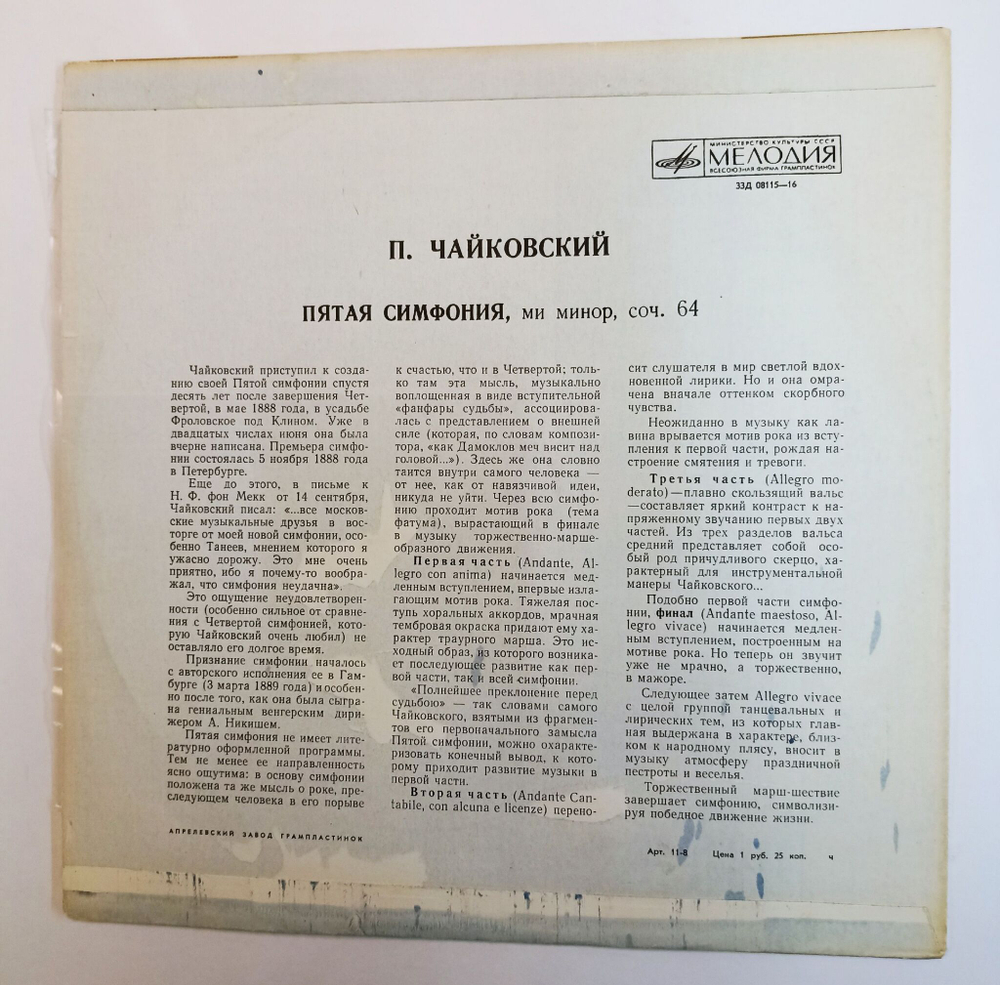 МИНИСТЕРСТВО КУЛЬТУРЫ СССР
МЕЛОДИЯ
ВСЕСОЮЗНАЯ ФИРМА ГРАМПЛАСТИНОК
33Д 08115—16
П. ЧАЙКОВСКИЙ
ПЯТАЯ СИМФОНИЯ, ми минор, соч. 64
Чайковский приступил к созда-
нию своей Пятой симфонии спустя
десять лет после завершения Чет-
вертой, в мае 1888 года, в усадьбе
Фроловское под Клином. Уже в
двадцатых числах июня она была
вчерне написана. Премьера симфо-
нии состоялась 5 ноября 1888 года
в Петербурге.
Еще до этого, в письме к
Н. Ф. фон Мекк от 14 сентября,
Чайковский писал: «...все москов-
ские музыкальные друзья в вос-
торге от моей новой симфонии, осо-
бенно Танеев, мнением которого я
ужасно дорожу. Это мне очень
приятно, ибо я почему-то вообра-
жал, что симфония неудачна».
Это ощущение неудовлетворен-
ности (особенно сильное от сравне-
ния с Четвертой симфонией, кото-
рую Чайковский очень любил) не
оставляло его долгое время.
Признание симфонии началось
с авторского исполнения ее в Гам-
бурге (3 марта 1889 года) и особен-
но после того, как она была сыгра-
на гениальным венгерским дири-
жером А. Никишем.
Пятая симфония не имеет лите-
ратурно оформленной программы.
Тем не менее ее направленность
ясно ощутима: в основу симфонии
положена та же мысль о роке, пре-
следующем человека в его порыве
к счастью, что и в Четвертой; толь-
ко там эта мысль, музыкально
воплощенная в виде вступительной
«фанфары судьбы», ассоциирова-
лась с представлением о внешней
силе (которая, по словам компози-
тора, «как Дамоклов меч висит над
головой...»). Здесь же она словно
таится внутри самого человека —
от нее, как от навязчивой идеи,
никуда не уйти. Через всю симфо-
нию проходит мотив рока (тема
фатума), вырастающий в финале
в музыку торжественно-марше-
образного движения.
Первая часть (Andante, Al-
legro con anima) начинается мед-
ленным вступлением, впервые изла-
гающим мотив рока. Тяжелая пос-
тупь хоральных аккордов, мрачная
тембровая окраска придают ему ха-
рактер траурного марша. Это ис-
ходный образ, из которого возника-
ет последующее развитие как пер-
вой части, так и всей симфонии.
«Полнейшее преклонение перед
судьбою» — так словами самого
Чайковского, взятыми из фрагмен-
тов его первоначального замысла
Пятой симфонии, можно охаракте-
ризовать конечный вывод, к кото-
рому приходит развитие музыки в
первой части.
Вторая часть (Andante Can-
tabile, con alcuna e licenze) перено-
сит слушателя в мир светлой вдох-
новенной лирики. Но и она омра-
чена вначале оттенком скорбного
чувства.
Неожиданно в музыку как ла-
вина врывается мотив рока из всту-
пления к первой части, рождая на-
строение смятения и тревоги.
Третья часть (Allegro mo-
derato) — плавно скользящий вальс
—составляет яркий контраст к на-
пряженному звучанию первых двух
частей. Из трех разделов вальса
средний представляет собой осо-
бый род причудливого скерцо, ха-
рактерный для инструментальной
манеры Чайковского...
Подобно первой части симфо-
нии, финал (Andante maestoso, Al-
legro vivace) начинается медлен-
ным вступлением, построенным на
мотиве рока. Но теперь он звучит
уже не мрачно, а торжественно,
в мажоре.
Следующее затем Allegro vivace
с целой группой танцевальных и
лирических тем, из которых глав-
ная выдержана в характере, близ-
ком к народному плясу, вносит в
музыку атмосферу праздничной
пестроты и веселья.
Торжественный марш-шествие
завершает симфонию, символизи-
руя победное движение жизни.
АПРЕЛЕВСКИЙ ЗАВОД ГРАМПЛАСТИНОК
Арт. 11-8 Цена 1 руб. 25 коп. ч